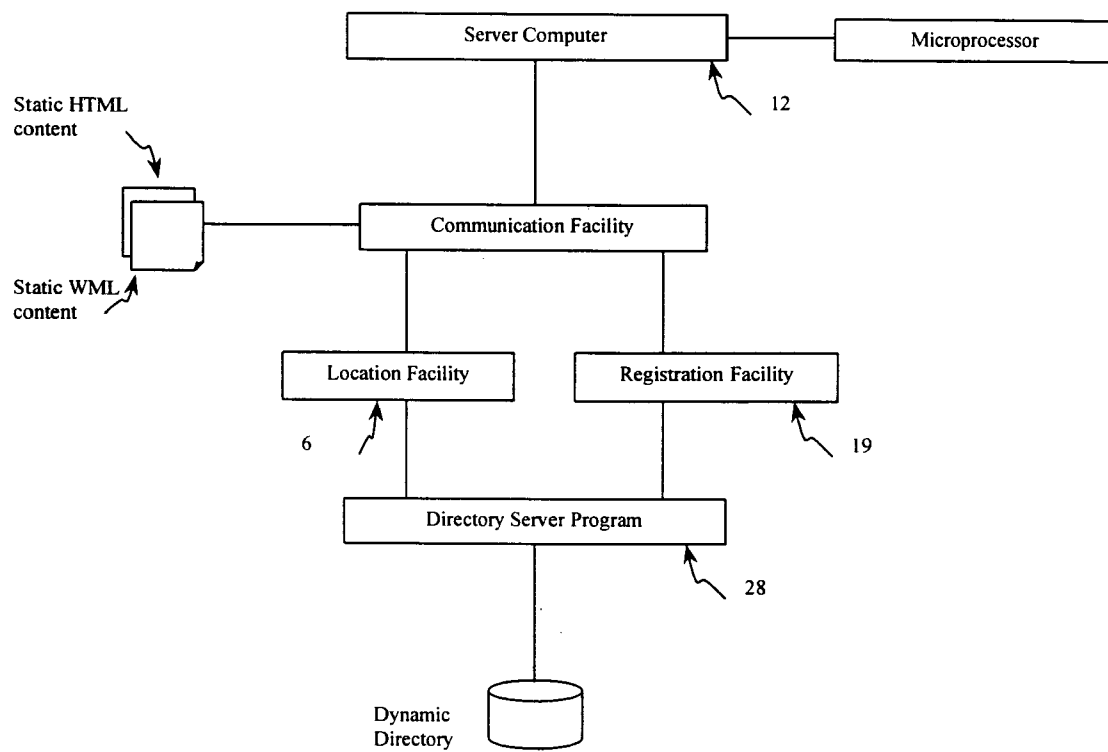 Server Computer
Microprocessor
12
Static HTML
content
Communication Facility
Static WML
content
Location Facility
Registration Facility
6
19
Directory Server Program
28
Dynamic
Directory